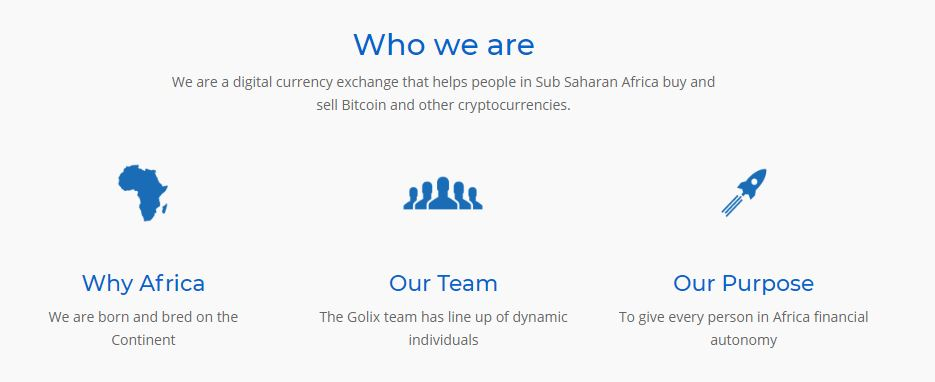 Who we are
We are a digital currency exchange that helps people in Sub Saharan Africa buy and
sell Bitcoin and other cryptocurrencies.
Why Africa
We are born and bred on the
Continent
Our Team
The Golix team has line up of dynamic
individuals
Our Purpose
To give every person in Africa financial
autonomy